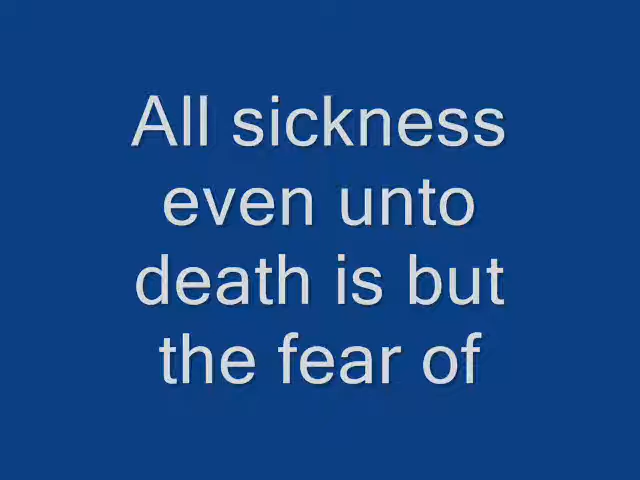 All sickness
even unto
death is but
the fear of